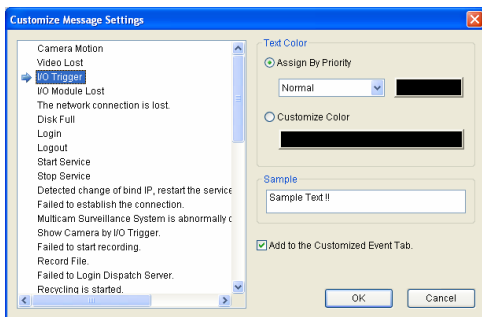 Customize Message Settings
Camera Motion
Video Lost
I/O Trigger
I/O Module Lost
The network connection is lost.
Disk Full
Login
Logout
Start Service
Stop Service
Detected change of bind IP, restart the service
Failed to establish the connection.
Multicam Surveillance System is abnormally
Show Camera by I/O Trigger.
Failed to start recording.
Record File.
Failed to Login Dispatch Server.
Recycling is started.
Text Color
Assign By Priority
Normal
Customize Color
Sample
Sample Text !!
Add to the Customized Event Tab.
OK
Cancel